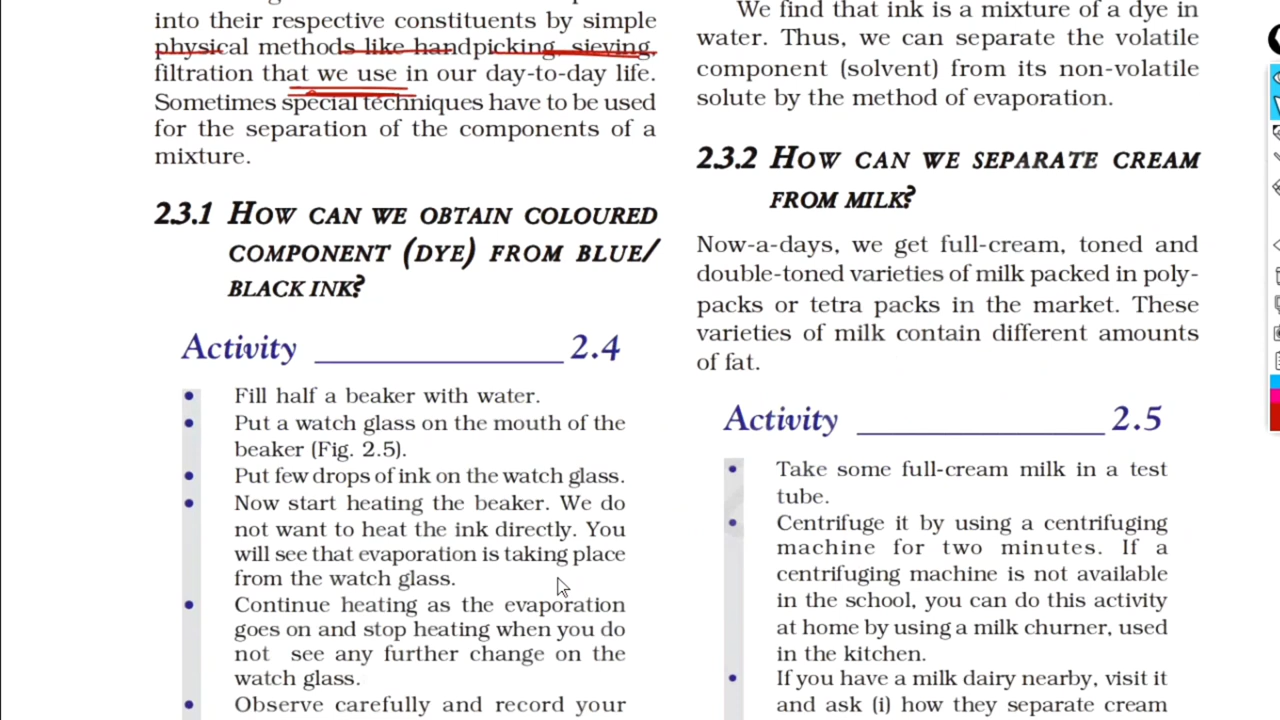 into their respective constituents by simple
physical methods like handpicking, sieving,
filtration that we use in our day-to-day life.
Sometimes special techniques have to be used
for the separation of the components of a
mixture.
2.3.1 HOW CAN WE OBTAIN COLOURED
COMPONENT (DYE) FROM BLUE/
BLACK INK?
Activity 2.4
• Fill half a beaker with water.
• Put a watch glass on the mouth of the
beaker (Fig. 2.5).
• Put few drops of ink on the watch glass.
• Now start heating the beaker. We do
not want to heat the ink directly. You
will see that evaporation is taking place
from the watch glass.
• Continue heating as the evaporation
goes on and stop heating when you do
not see any further change on the
watch glass.
• Observe carefully and record your
We find that ink is a mixture of a dye in
water. Thus, we can separate the volatile
component (solvent) from its non-volatile
solute by the method of evaporation.
2.3.2 HOW CAN WE SEPARATE CREAM
FROM MILK?
Now-a-days, we get full-cream, toned and
double-toned varieties of milk packed in poly-
packs or tetra packs in the market. These
varieties of milk contain different amounts
of fat.
Activity 2.5
• Take some full-cream milk in a test
tube.
• Centrifuge it by using a centrifuging
machine for two minutes. If a
centrifuging machine is not available
in the school, you can do this activity
at home by using a milk churner, used
in the kitchen.
• If you have a milk dairy nearby, visit it
and ask (i) how they separate cream